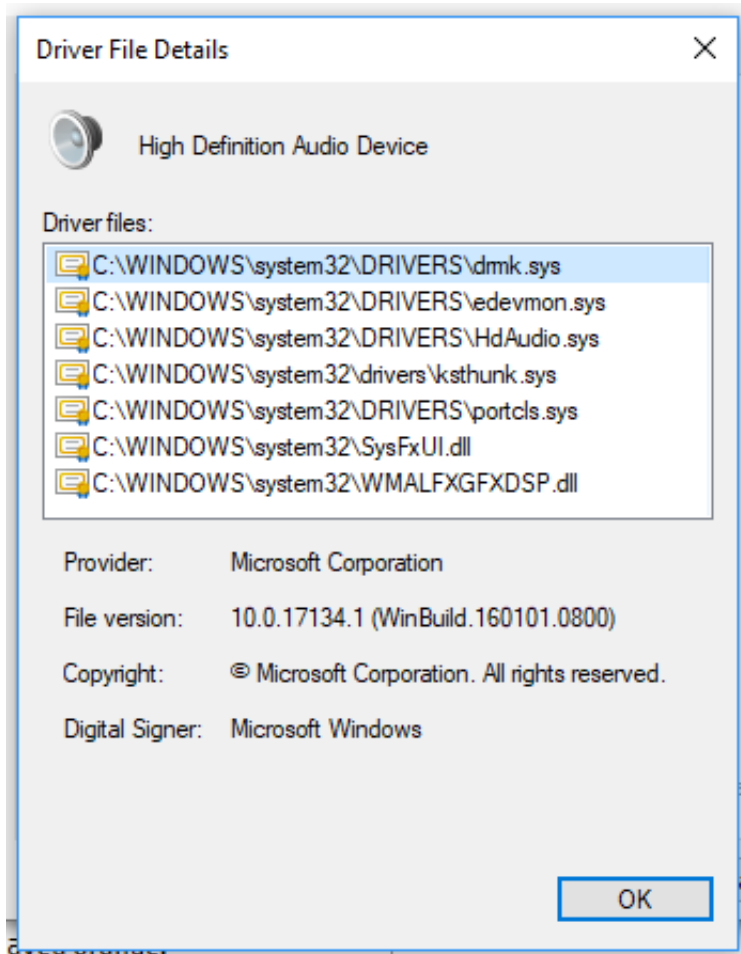 Driver File Details
High Definition Audio Device
Driver files:
C:\WINDOWS\system32\DRIVERS\drmk.sys
C:\WINDOWS\system32\DRIVERS\edevmon.sys
C:\WINDOWS\system32\DRIVERS\HdAudio.sys
C:\WINDOWS\system32\drivers\ksthunk.sys
C:\WINDOWS\system32\DRIVERS\portcls.sys
C:\WINDOWS\system32\SysFxUI.dll
C:\WINDOWS\system32\WMALFXGFXDSP.dll
Provider: Microsoft Corporation
File version: 10.0.17134.1 (WinBuild.160101.0800)
Copyright: © Microsoft Corporation. All rights reserved.
Digital Signer: Microsoft Windows
OK